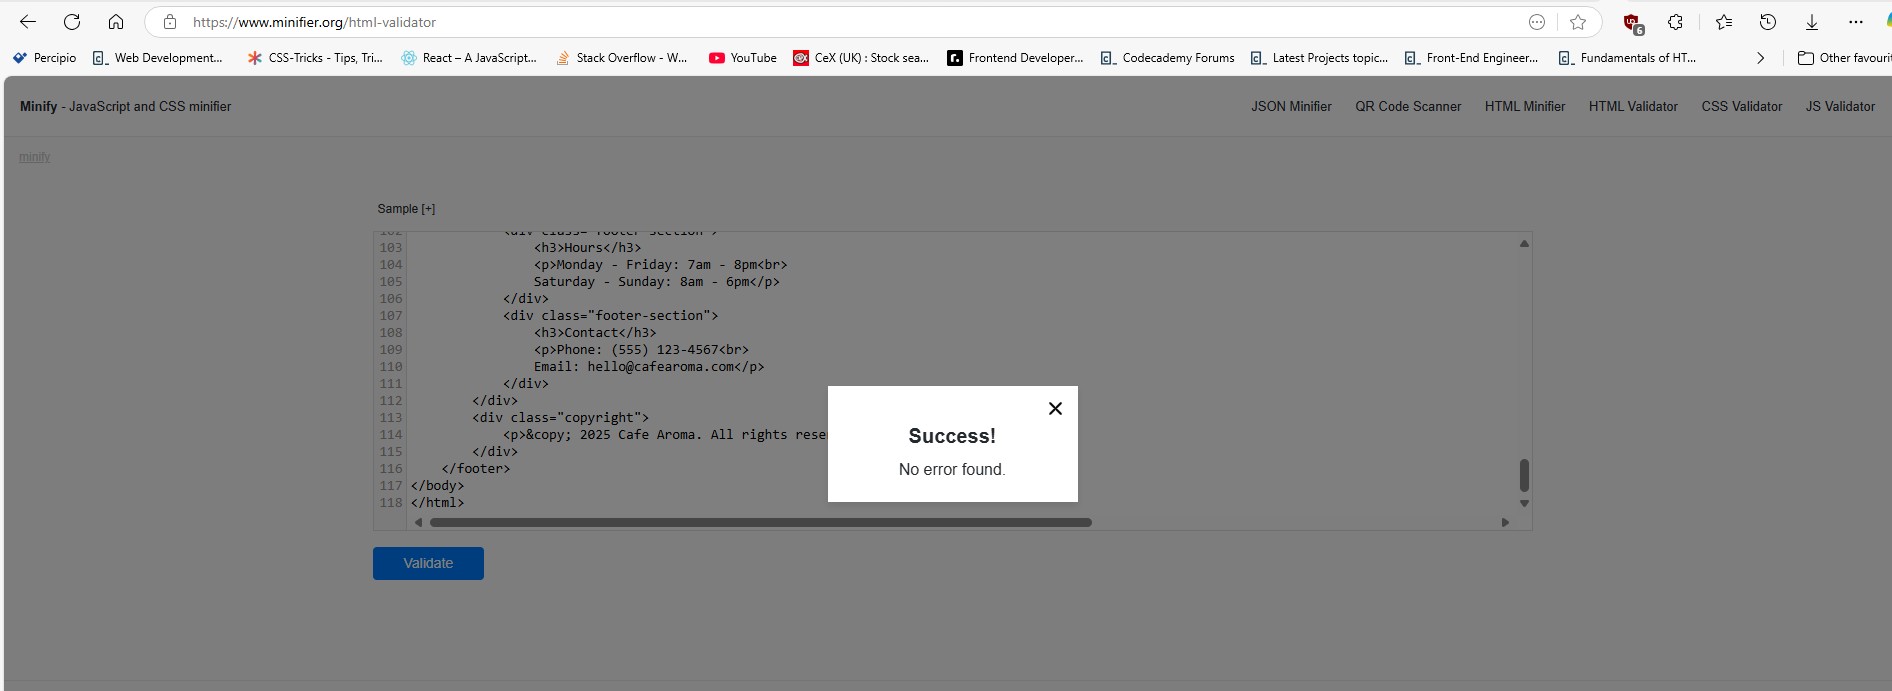 https://www.minifier.org/html-validator
6
Percipio
Web Development...
CSS-Tricks - Tips, Tri...
React – A JavaScript...
Stack Overflow - W...
YouTube
CeX (UK) : Stock sea...
Frontend Developer...
Codecademy Forums
Latest Projects topic...
Front-End Engineer...
Fundamentals of HT...
Other favouri
Minify - JavaScript and CSS minifier
JSON Minifier
QR Code Scanner
HTML Minifier
HTML Validator
CSS Validator
JS Validator
minify
Sample [+]
102 <div class="footer-section">
103 <h3>Hours</h3>
104 <p>Monday - Friday: 7am - 8pm<br>
105 Saturday - Sunday: 8am - 6pm</p>
106 </div>
107 <div class="footer-section">
108 <h3>Contact</h3>
109 <p>Phone: (555) 123-4567<br>
110 Email: hello@cafearoma.com</p>
111 </div>
112 </div>
113 <div class="copyright">
114 <p>&copy; 2025 Cafe Aroma. All rights rese
115 </div>
116 </footer>
117 </body>
118 </html>
Success!
No error found.
Validate